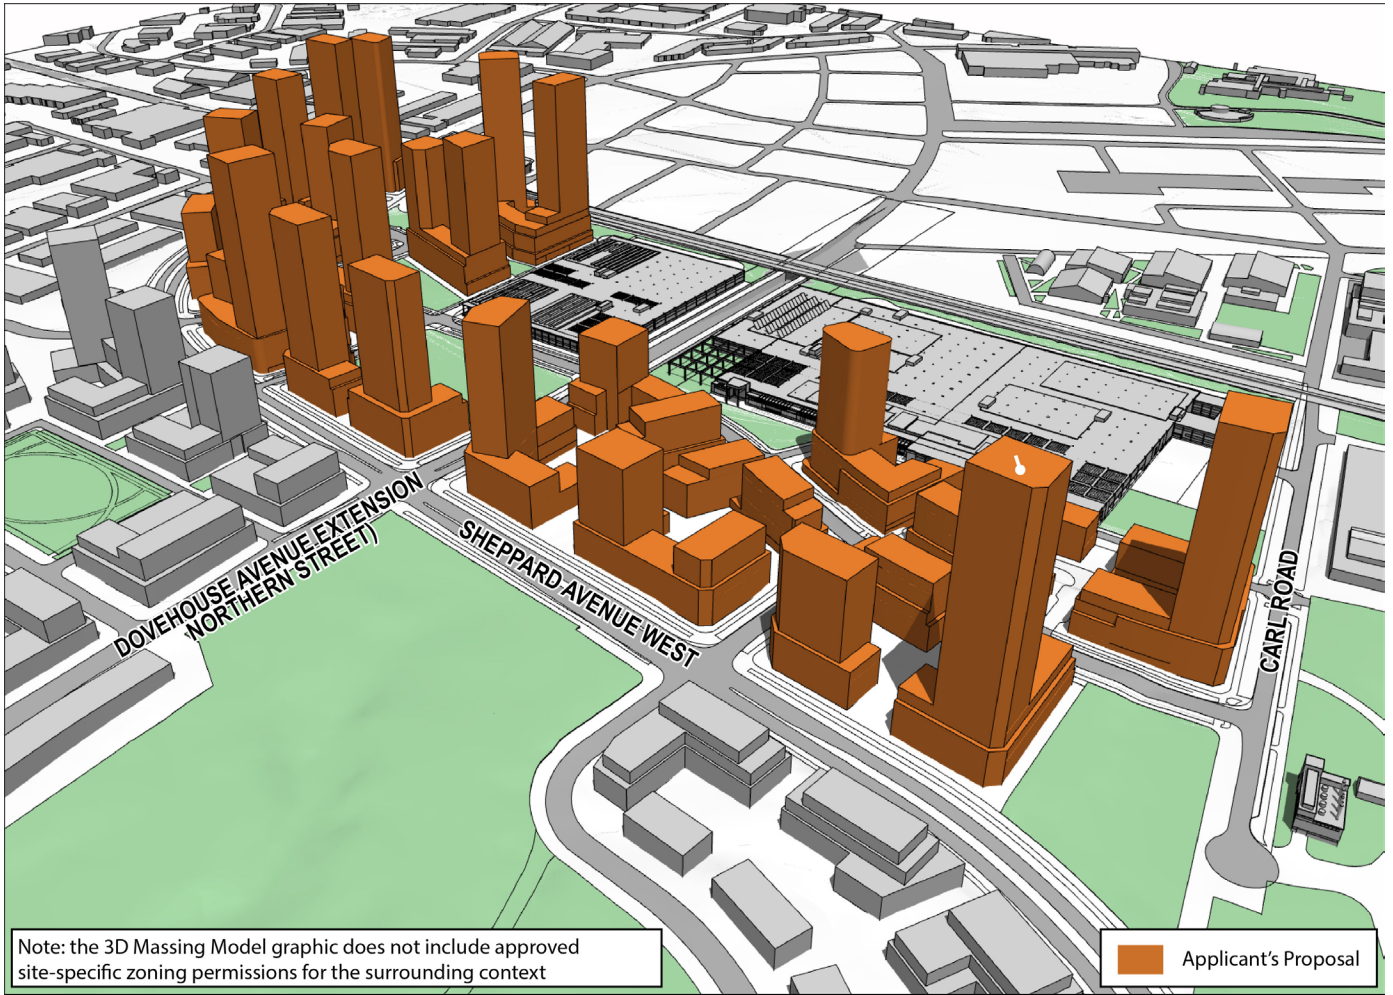 DOVEHOUSE AVENUE EXTENSION
NORTHERN STREET)
SHEPPARD AVENUE WEST
CARL ROAD
Note: the 3D Massing Model graphic does not include approved
site-specific zoning permissions for the surrounding context
Applicant's Proposal